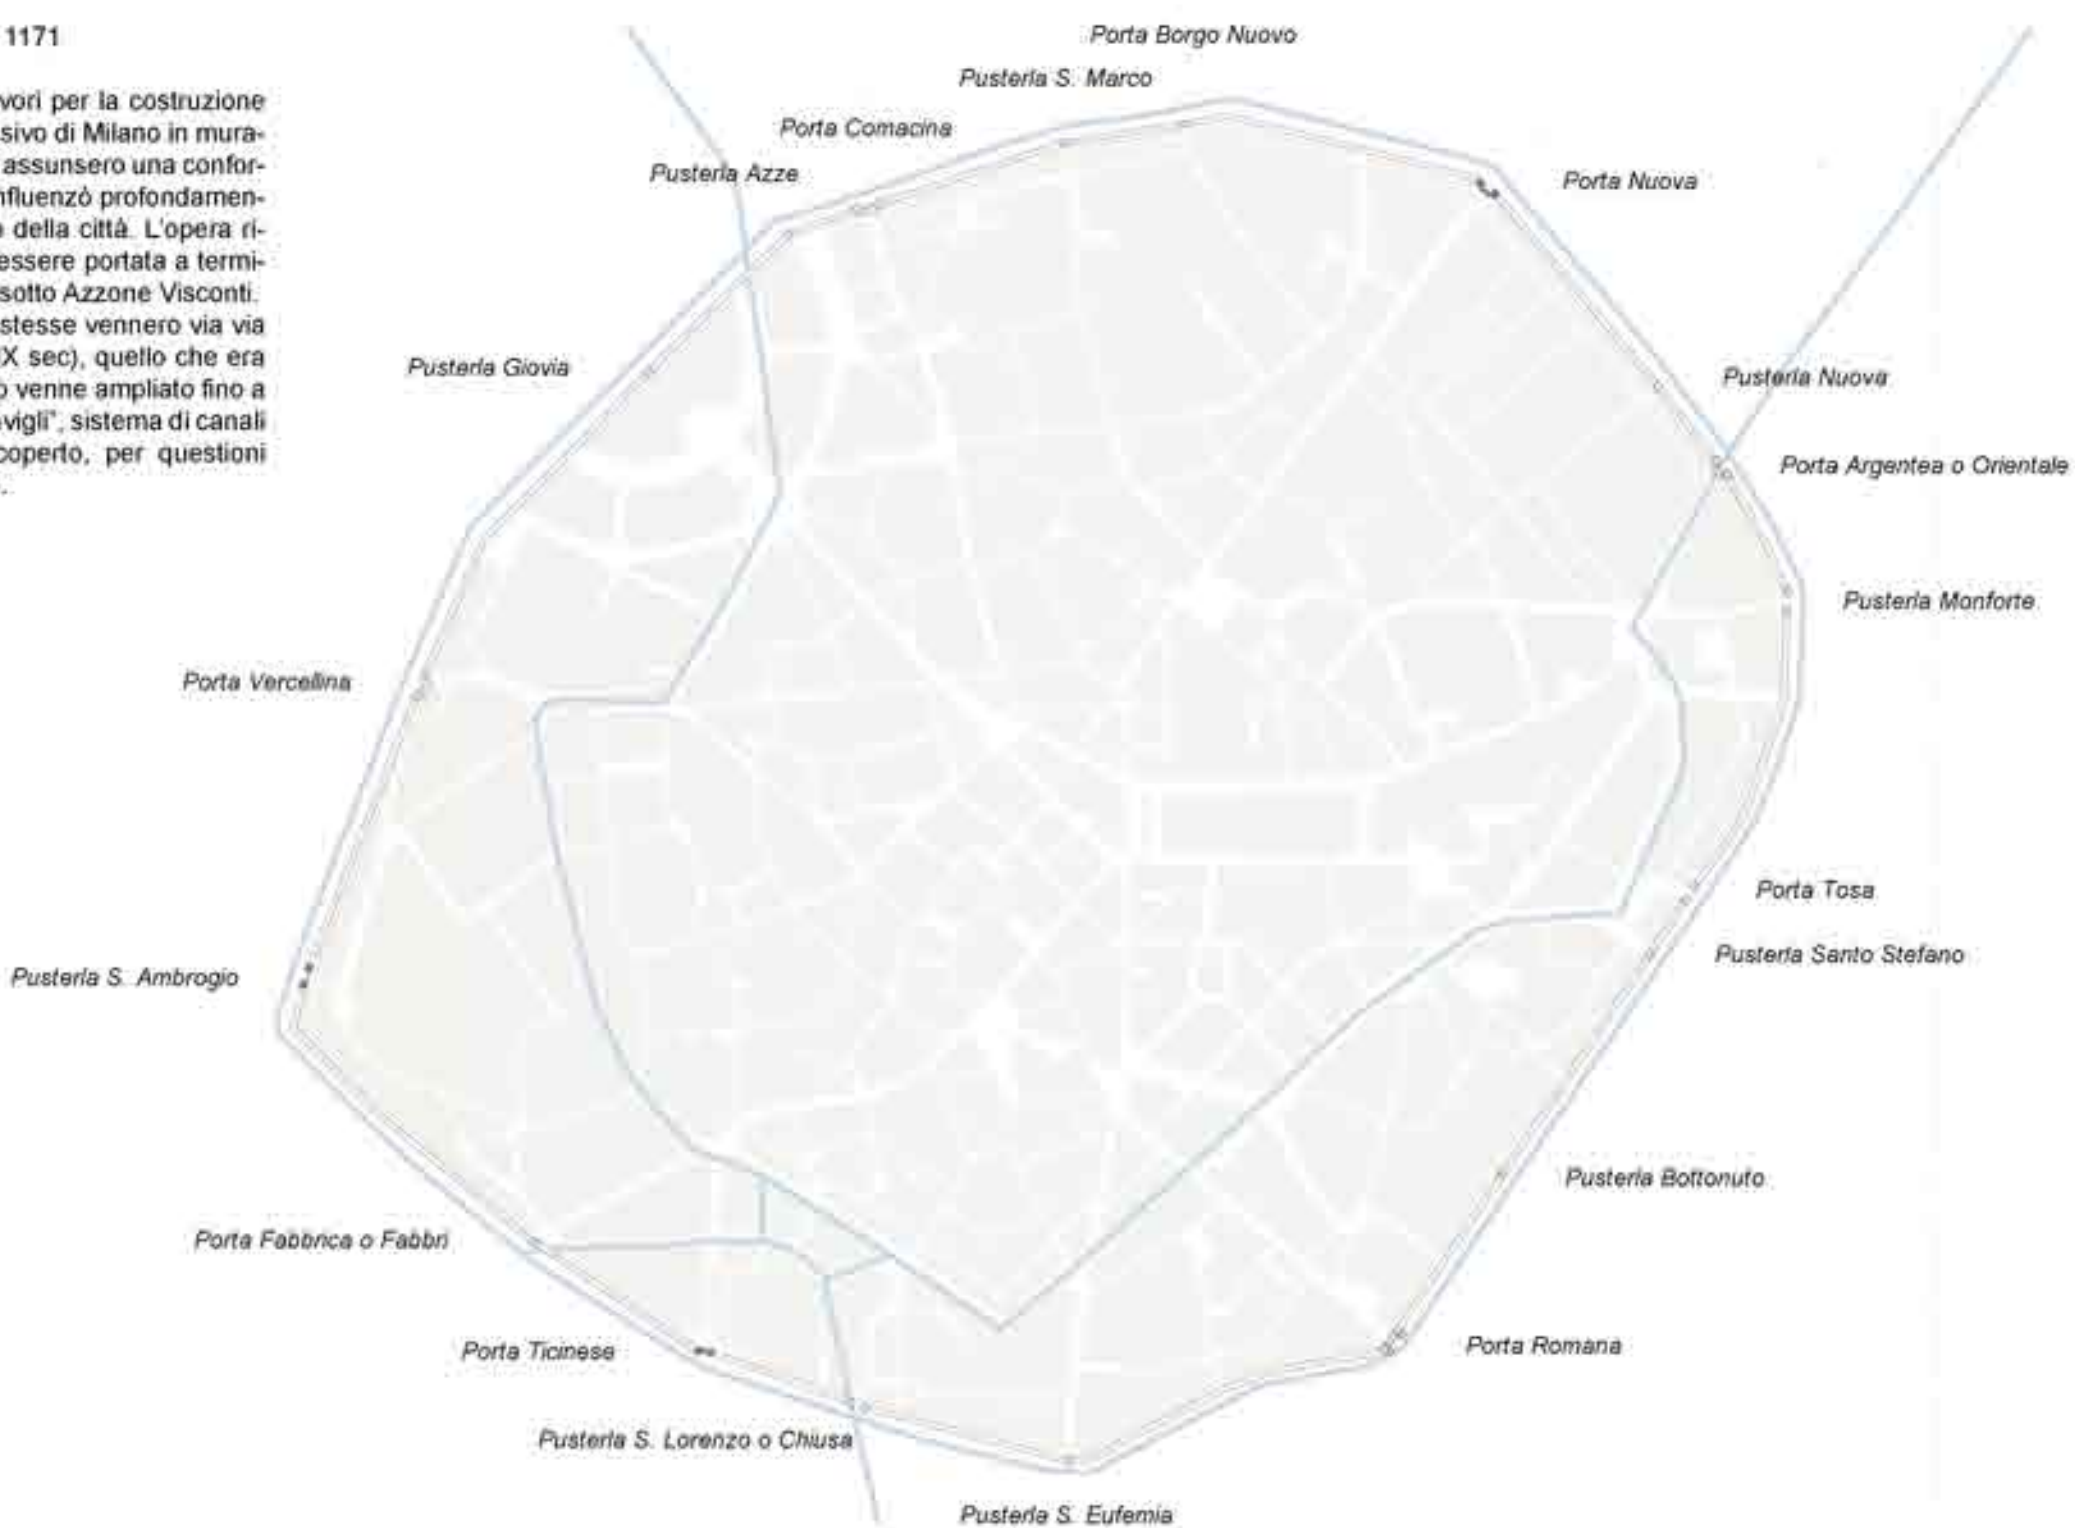 1171
vori per la costruzione
sivo di Milano in mura-
assunsero una confor-
nfluenzò profondamen-
o della città. L'opera ri-
essere portata a termi-
sotto Azzone Visconti.
stesse vennero via via
IX sec), quello che era
o venne ampliato fino a
vigli", sistema di canali
coperto, per questioni
.
Porta Borgo Nuovo
Pusterla S. Marco
Porta Comacina
Pusterla Azze
Porta Nuova
Pusterla Giovia
Pusterla Nuova
Porta Argentea o Orientale
Pusterla Monforte
Porta Vercellina
Porta Tosa
Pusterla Santo Stefano
Pusterla S. Ambrogio
Pusterla Bottonuto
Porta Fabbrica o Fabbri
Porta Ticinese
Porta Romana
Pusterla S. Lorenzo o Chiusa
Pusterla S. Eufemia